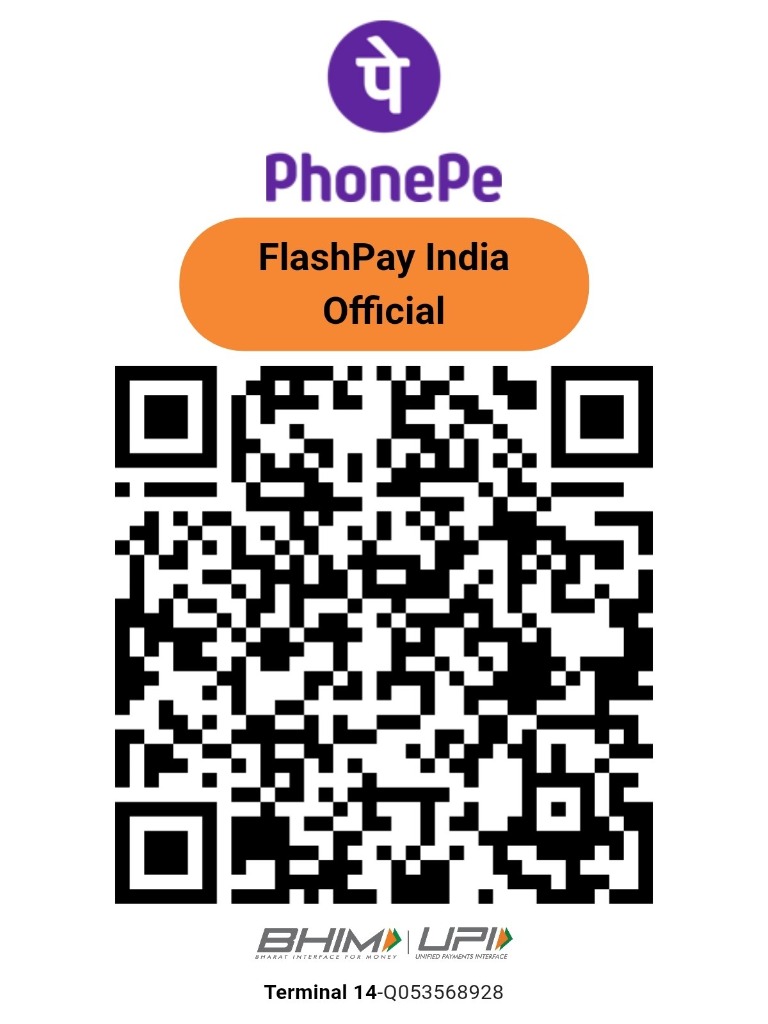 पे
PhonePe
FlashPay India
Official
BHIM UPI
BHARAT INTERFACE FOR MONEY UNIFIED PAYMENTS INTERFACE
Terminal 14-Q053568928